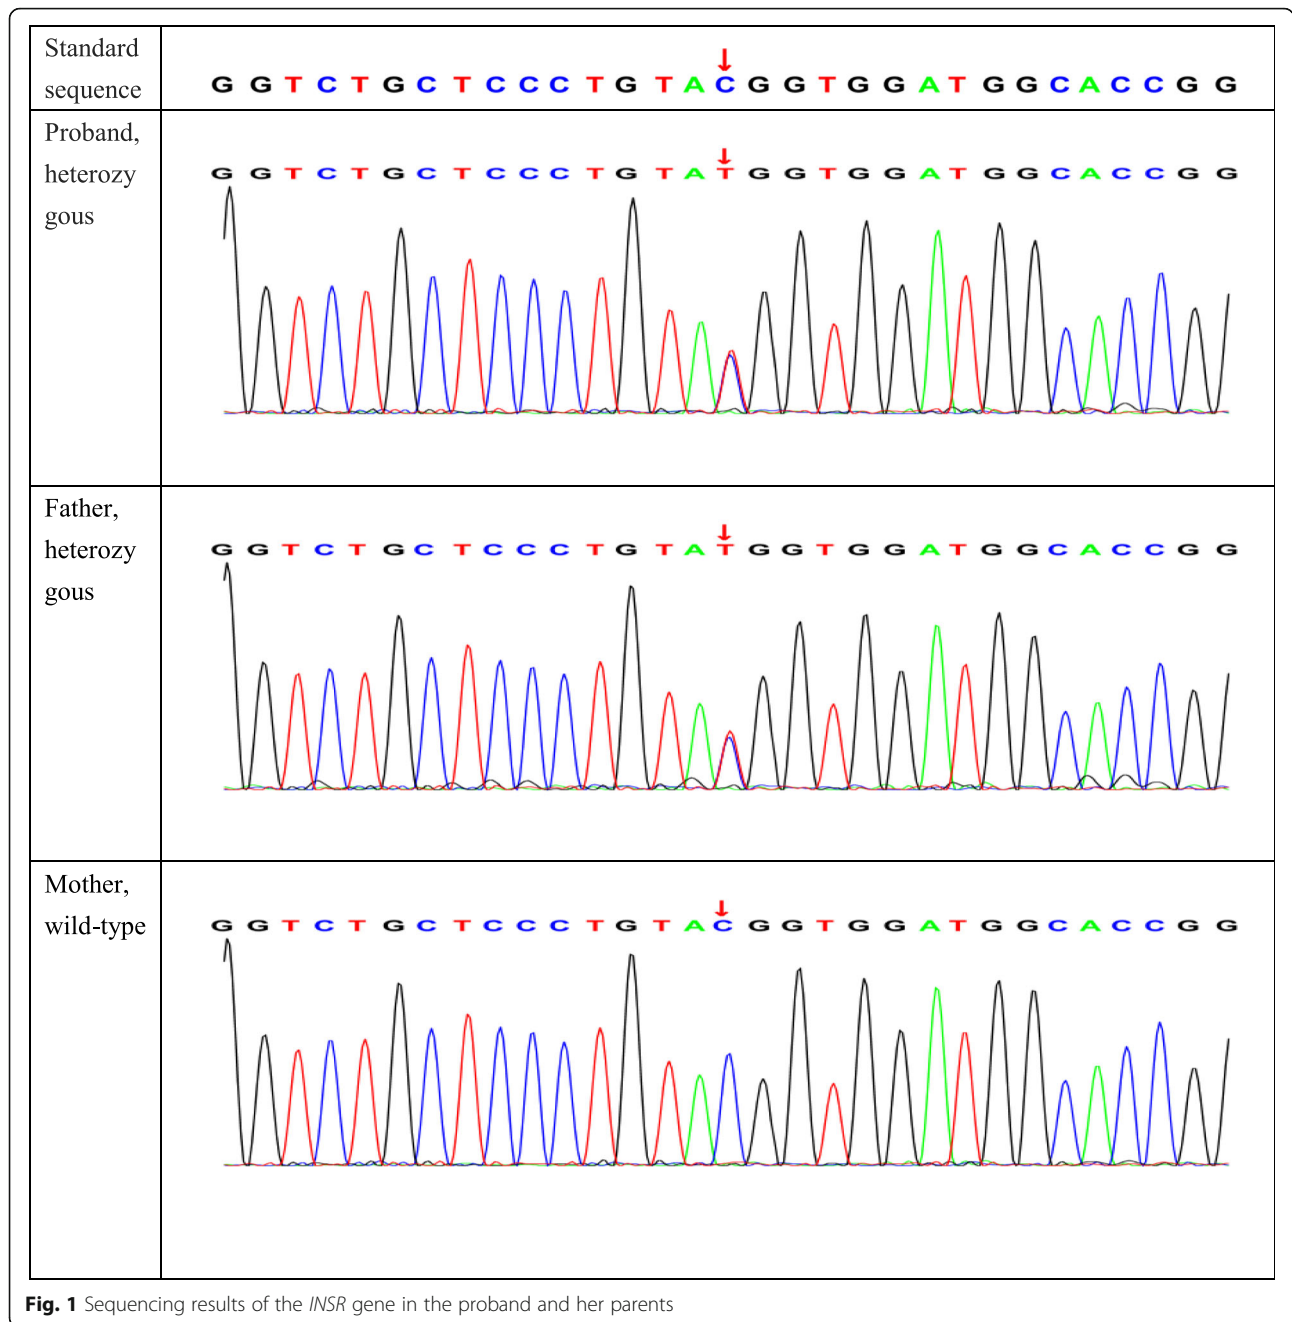 Standard
sequence
G G T C T G C T C C C T G T A C G G T G G A T G G C A C C G G
Proband,
heterozy
gous
G G T C T G C T C C C T G T A T G G T G G A T G G C A C C G G
Father,
heterozy
gous
G G T C T G C T C C C T G T A T G G T G G A T G G C A C C G G
Mother,
wild-type
G G T C T G C T C C C T G T A C G G T G G A T G G C A C C G G
Fig. 1 Sequencing results of the INSR gene in the proband and her parents